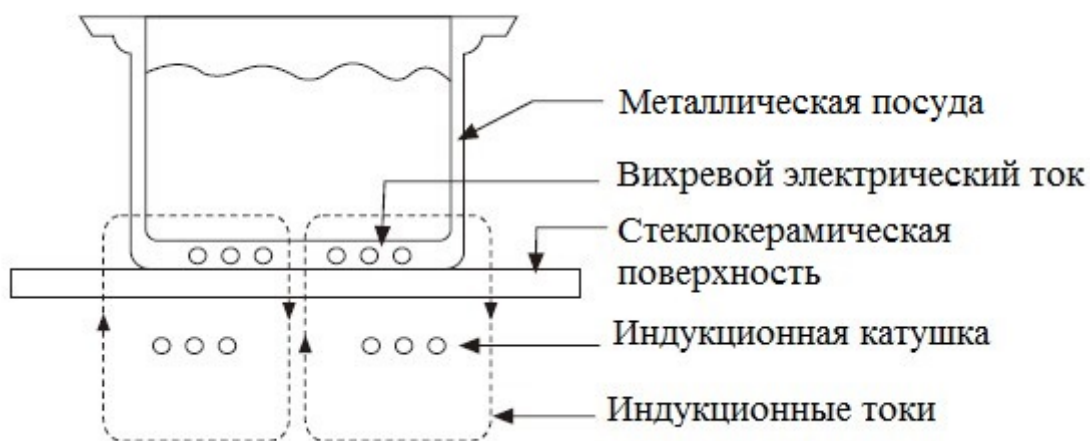 Металлическая посуда
Вихревой электрический ток
Стеклокерамическая
поверхность
Индукционная катушка
Индукционные токи